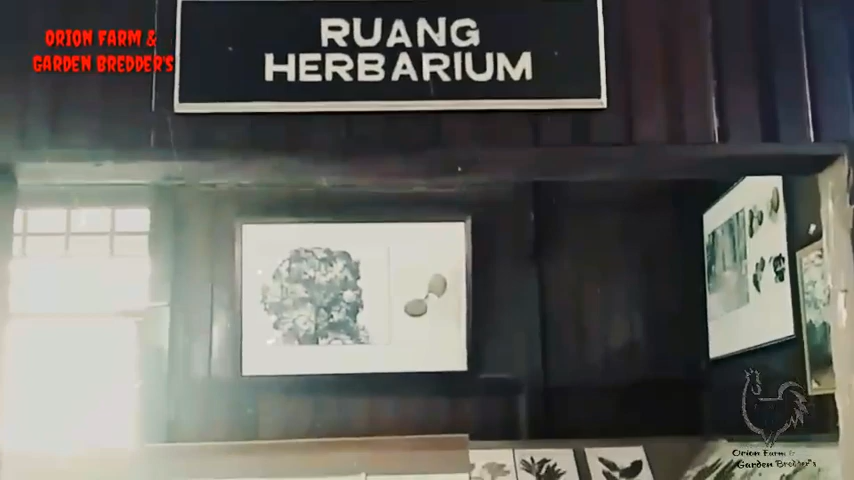 ORION FARM &
GARDEN BREDDER'S
RUANG
HERBARIUM
Orion Farm &
Garden Bredder's